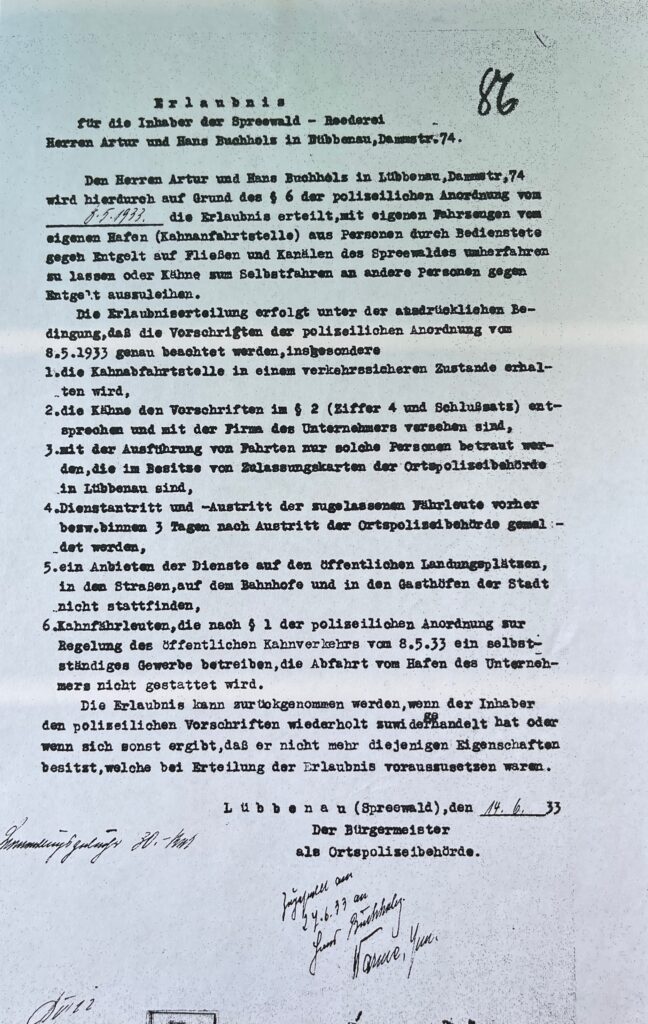 86
Erlaubnis
für die Inhaber der Spreewald - Reederei
Herren Artur und Hans Buchholz in Lübbenau,Dammstr.74.
Den Herren Artur und Hans Buchholz in Lübbenau,Dammstr,74
wird hierdurch auf Grund des § 6 der polizeilichen Anordnung vom
8.5.1933. die Erlaubnis erteilt,mit eigenen Fahrzeugen vom
eigenen Hafen (Kahnanfahrtstelle) aus Personen durch Bedienstete
gegen Entgelt auf Fließen und Kanälen des Spreewaldes umherfahren
zu lassen oder Kähne zum Selbstfahren an andere Personen gegen
Entgelt auszuleihen.
Die Erlaubniserteilung erfolgt unter der ausdrücklichen Be-
dingung,daß die Vorschriften der polizeilichen Anordnung vom
8.5.1933 genau beachtet werden,insbesondere
1.die Kahnabfahrtstelle in einem verkehrssicheren Zustande erhal-
ten wird,
2.die Kähne den Vorschriften im § 2 (Ziffer 4 und Schlußsatz) ent-
sprechen und mit der Firma des Unternehmers versehen sind,
3.mit der Ausführung von Fahrten nur solche Personen betraut wer-
den,die im Besitze von Zulassungskarten der Ortspolizeibehörde
in Lübbenau sind,
4.Dienstantritt und -Austritt der zugelassenen Fährleute vorher
bezw.binnen 3 Tagen nach Austritt der Ortspolizeibehörde gemel-
det werden,
5.ein Anbieten der Dienste auf den öffentlichen Landungsplätzen,
in den Straßen,auf dem Bahnhofe und in den Gasthöfen der Stadt
nicht stattfinden,
6.Kahnfährleuten,die nach § 1 der polizeilichen Anordnung zur
Regelung des öffentlichen Kahnverkehrs vom 8.5.33 ein selbst-
ständiges Gewerbe betreiben,die Abfahrt vom Hafen des Unterneh-
mers nicht gestattet wird.
Die Erlaubnis kann zurückgenommen werden,wenn der Inhaber
den polizeilichen Vorschriften wiederholt zuwidergehandelt hat oder
wenn sich sonst ergibt,daß er nicht mehr diejenigen Eigenschaften
besitzt,welche bei Erteilung der Erlaubnis vorauszusetzen waren.
Lübbenau (Spreewald),den 14.6. 33
Der Bürgermeister
als Ortspolizeibehörde.
30.-
Zugestellt am
27.6.33 an
Herrn Buchholz.